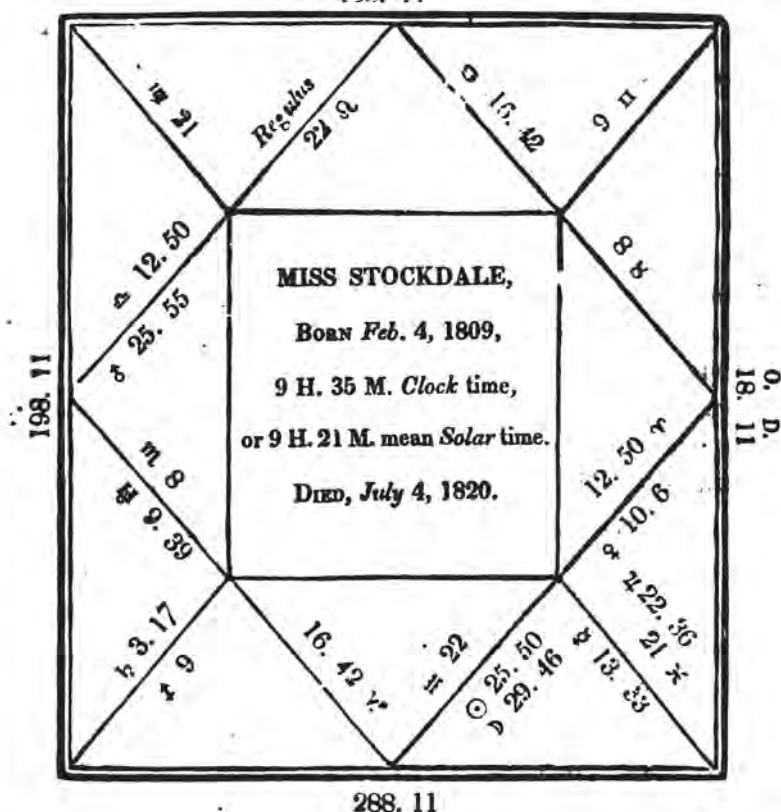 ♍ 21
Regulus
22 ♌
♋ 16. 42
9 ♊
♎ 12. 50
♂ 25. 55
8 ♉
MISS STOCKDALE,
BORN Feb. 4, 1809,
9 H. 35 M. Clock time,
or 9 H. 21 M. mean Solar time.
DIED, July 4, 1820.
198. 11
O. D.
18. 11
♏ 8
♅ 9. 39
12. 50 ♈
♀ 10. 6
♃ 22. 36
21 ♓
☿ 13. 33
♄ 3. 17
♐ 9
16. 42 ♑
♒ 22
☉ 25. 50
☽ 29. 46
288. 11